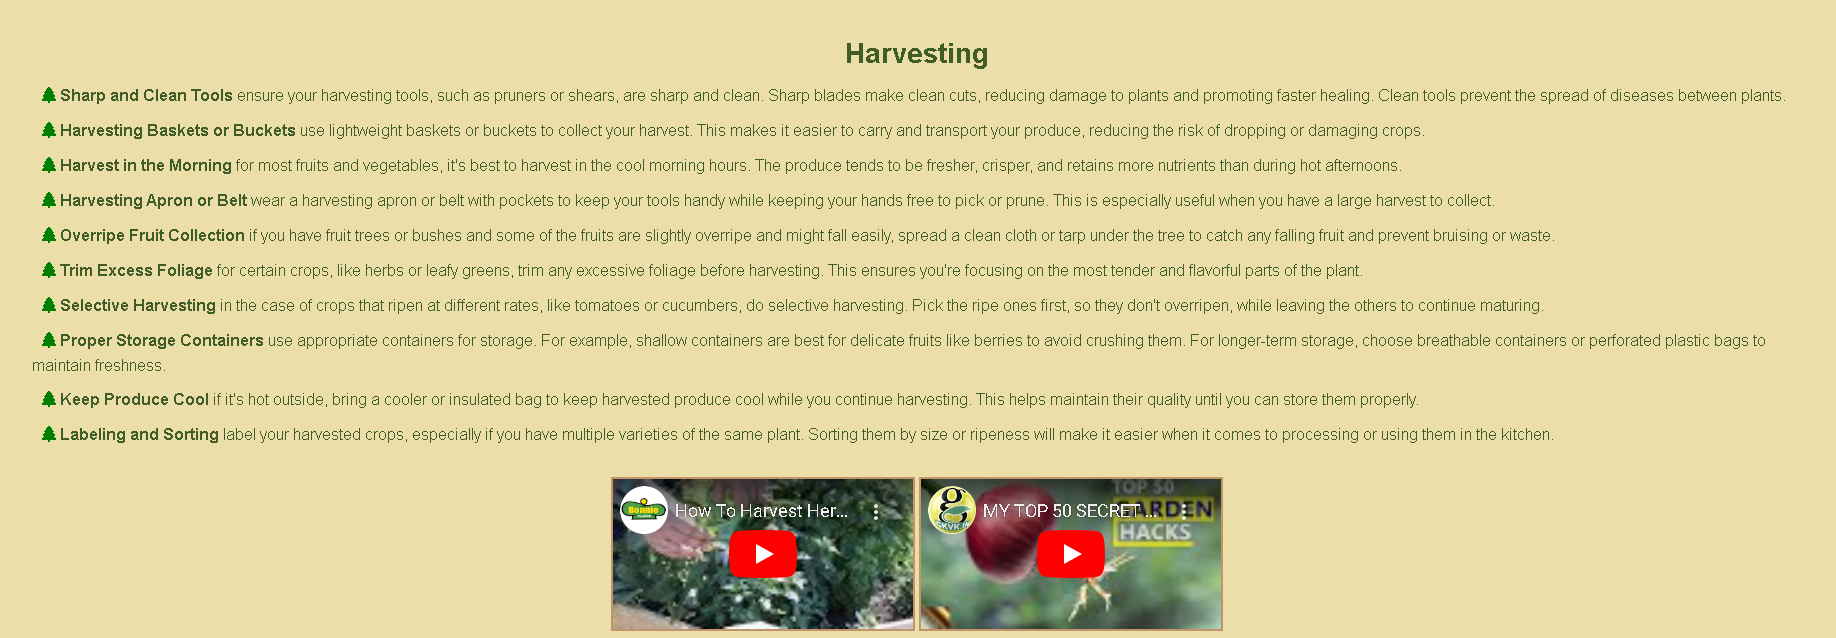 Harvesting
Sharp and Clean Tools ensure your harvesting tools, such as pruners or shears, are sharp and clean. Sharp blades make clean cuts, reducing damage to plants and promoting faster healing. Clean tools prevent the spread of diseases between plants.
Harvesting Baskets or Buckets use lightweight baskets or buckets to collect your harvest. This makes it easier to carry and transport your produce, reducing the risk of dropping or damaging crops.
Harvest in the Morning for most fruits and vegetables, it's best to harvest in the cool morning hours. The produce tends to be fresher, crisper, and retains more nutrients than during hot afternoons.
Harvesting Apron or Belt wear a harvesting apron or belt with pockets to keep your tools handy while keeping your hands free to pick or prune. This is especially useful when you have a large harvest to collect.
Overripe Fruit Collection if you have fruit trees or bushes and some of the fruits are slightly overripe and might fall easily, spread a clean cloth or tarp under the tree to catch any falling fruit and prevent bruising or waste.
Trim Excess Foliage for certain crops, like herbs or leafy greens, trim any excessive foliage before harvesting. This ensures you're focusing on the most tender and flavorful parts of the plant.
Selective Harvesting in the case of crops that ripen at different rates, like tomatoes or cucumbers, do selective harvesting. Pick the ripe ones first, so they don't overripen, while leaving the others to continue maturing.
Proper Storage Containers use appropriate containers for storage. For example, shallow containers are best for delicate fruits like berries to avoid crushing them. For longer-term storage, choose breathable containers or perforated plastic bags to
maintain freshness.
Keep Produce Cool if it's hot outside, bring a cooler or insulated bag to keep harvested produce cool while you continue harvesting. This helps maintain their quality until you can store them properly.
Labeling and Sorting label your harvested crops, especially if you have multiple varieties of the same plant. Sorting them by size or ripeness will make it easier when it comes to processing or using them in the kitchen.
Bonnie
How To Harvest Her...
g
MY TOP 50 SECRET ...
TOP 50
GARDEN
HACKS